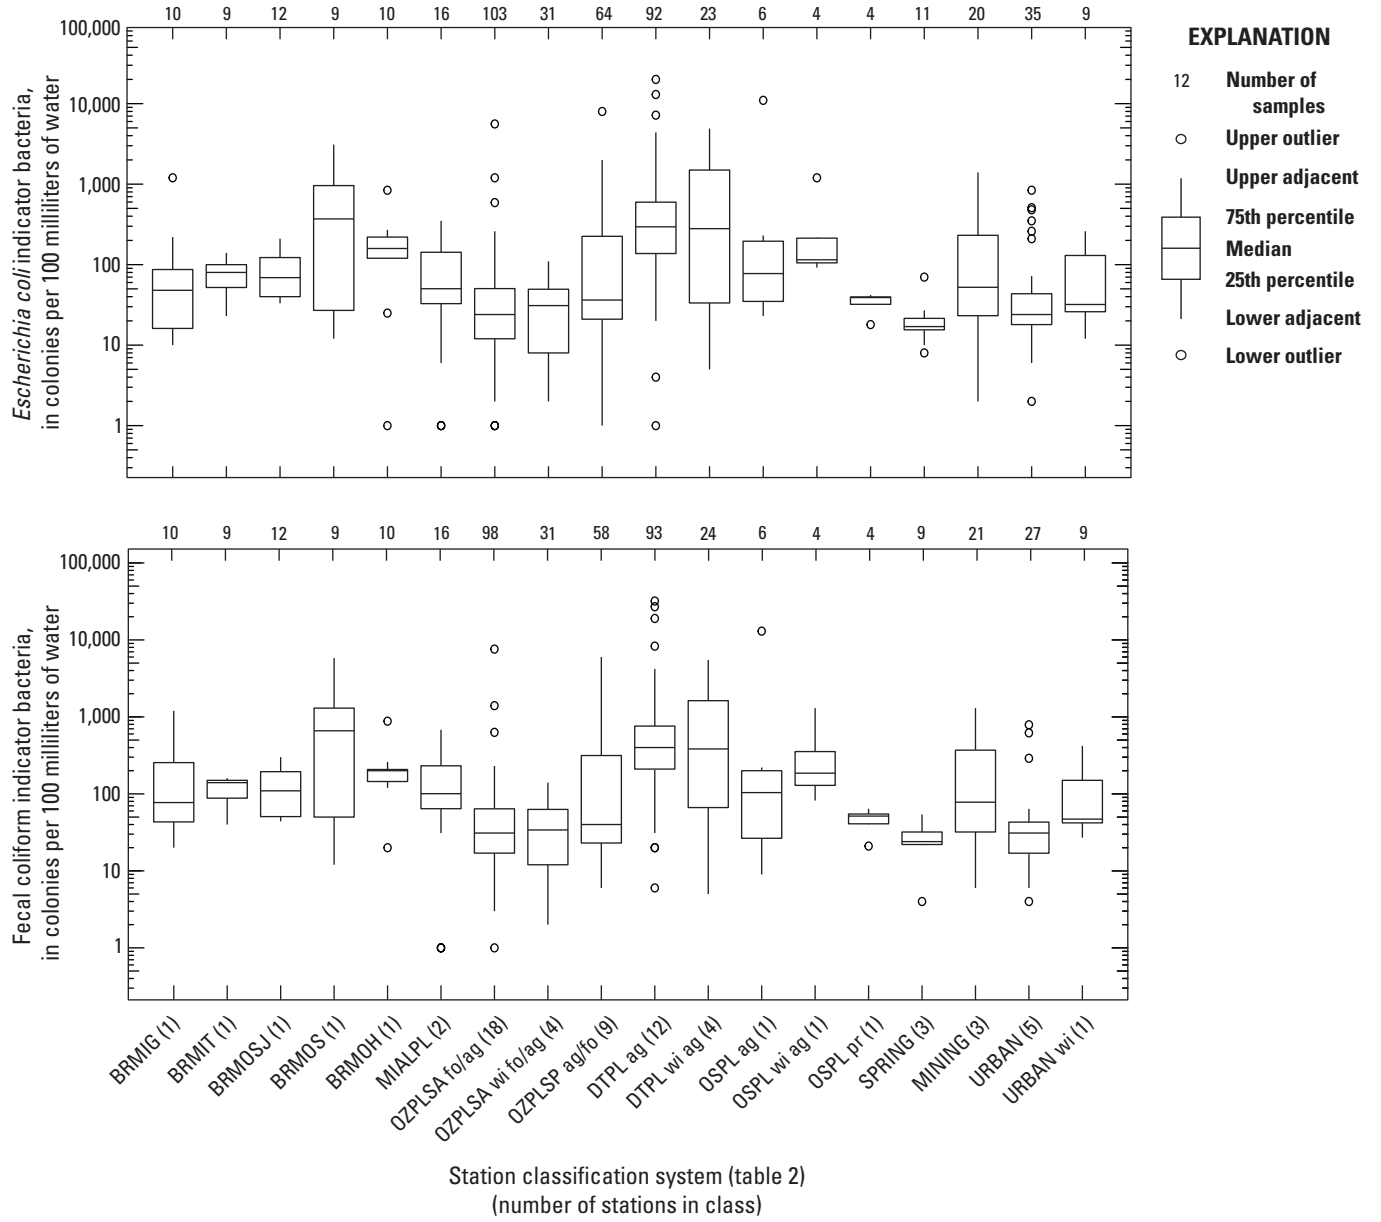 10 9 12 9 10 16 103 31 64 92 23 6 4 4 11 20 35 9
100,000
10,000
1,000
100
10
1
Escherichia coli indicator bacteria,
in colonies per 100 milliliters of water
EXPLANATION
12 Number of
samples
Upper outlier
Upper adjacent
75th percentile
Median
25th percentile
Lower adjacent
Lower outlier
10 9 12 9 10 16 98 31 58 93 24 6 4 4 9 21 27 9
100,000
10,000
1,000
100
10
1
Fecal coliform indicator bacteria,
in colonies per 100 milliliters of water
BRMIG (1)
BRMIT (1)
BRMOSJ (1)
BRMOS (1)
BRMOH (1)
MIALPL (2)
OZPLSA fo/ag (18)
OZPLSA wi fo/ag (4)
OZPLSP ag/fo (9)
DTPL ag (12)
DTPL wi ag (4)
OSPL ag (1)
OSPL wi ag (1)
OSPL pr (1)
SPRING (3)
MINING (3)
URBAN (5)
URBAN wi (1)
Station classification system (table 2)
(number of stations in class)